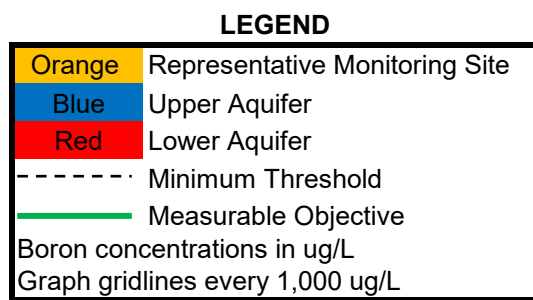 LEGEND
Orange Representative Monitoring Site
Blue Upper Aquifer
Red Lower Aquifer
Minimum Threshold
Measurable Objective
Boron concentrations in ug/L
Graph gridlines every 1,000 ug/L